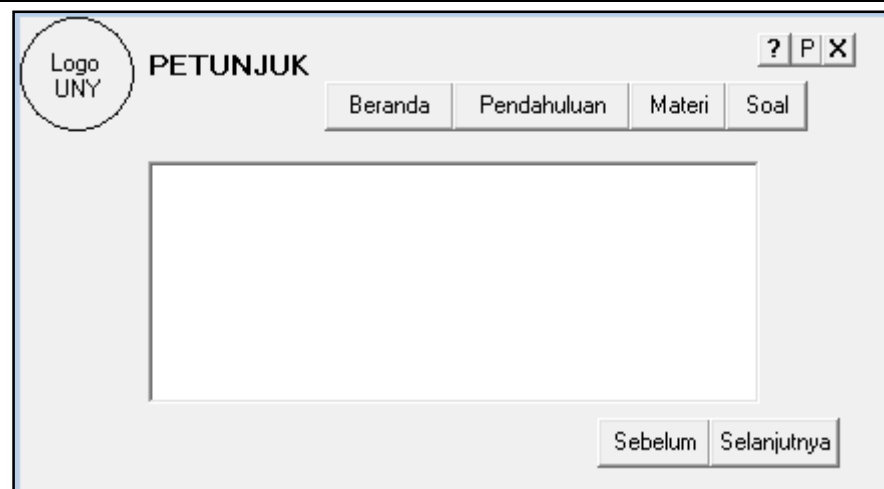 Logo
UNY
PETUNJUK
? P X
Beranda Pendahuluan Materi Soal
Sebelum Selanjutnya